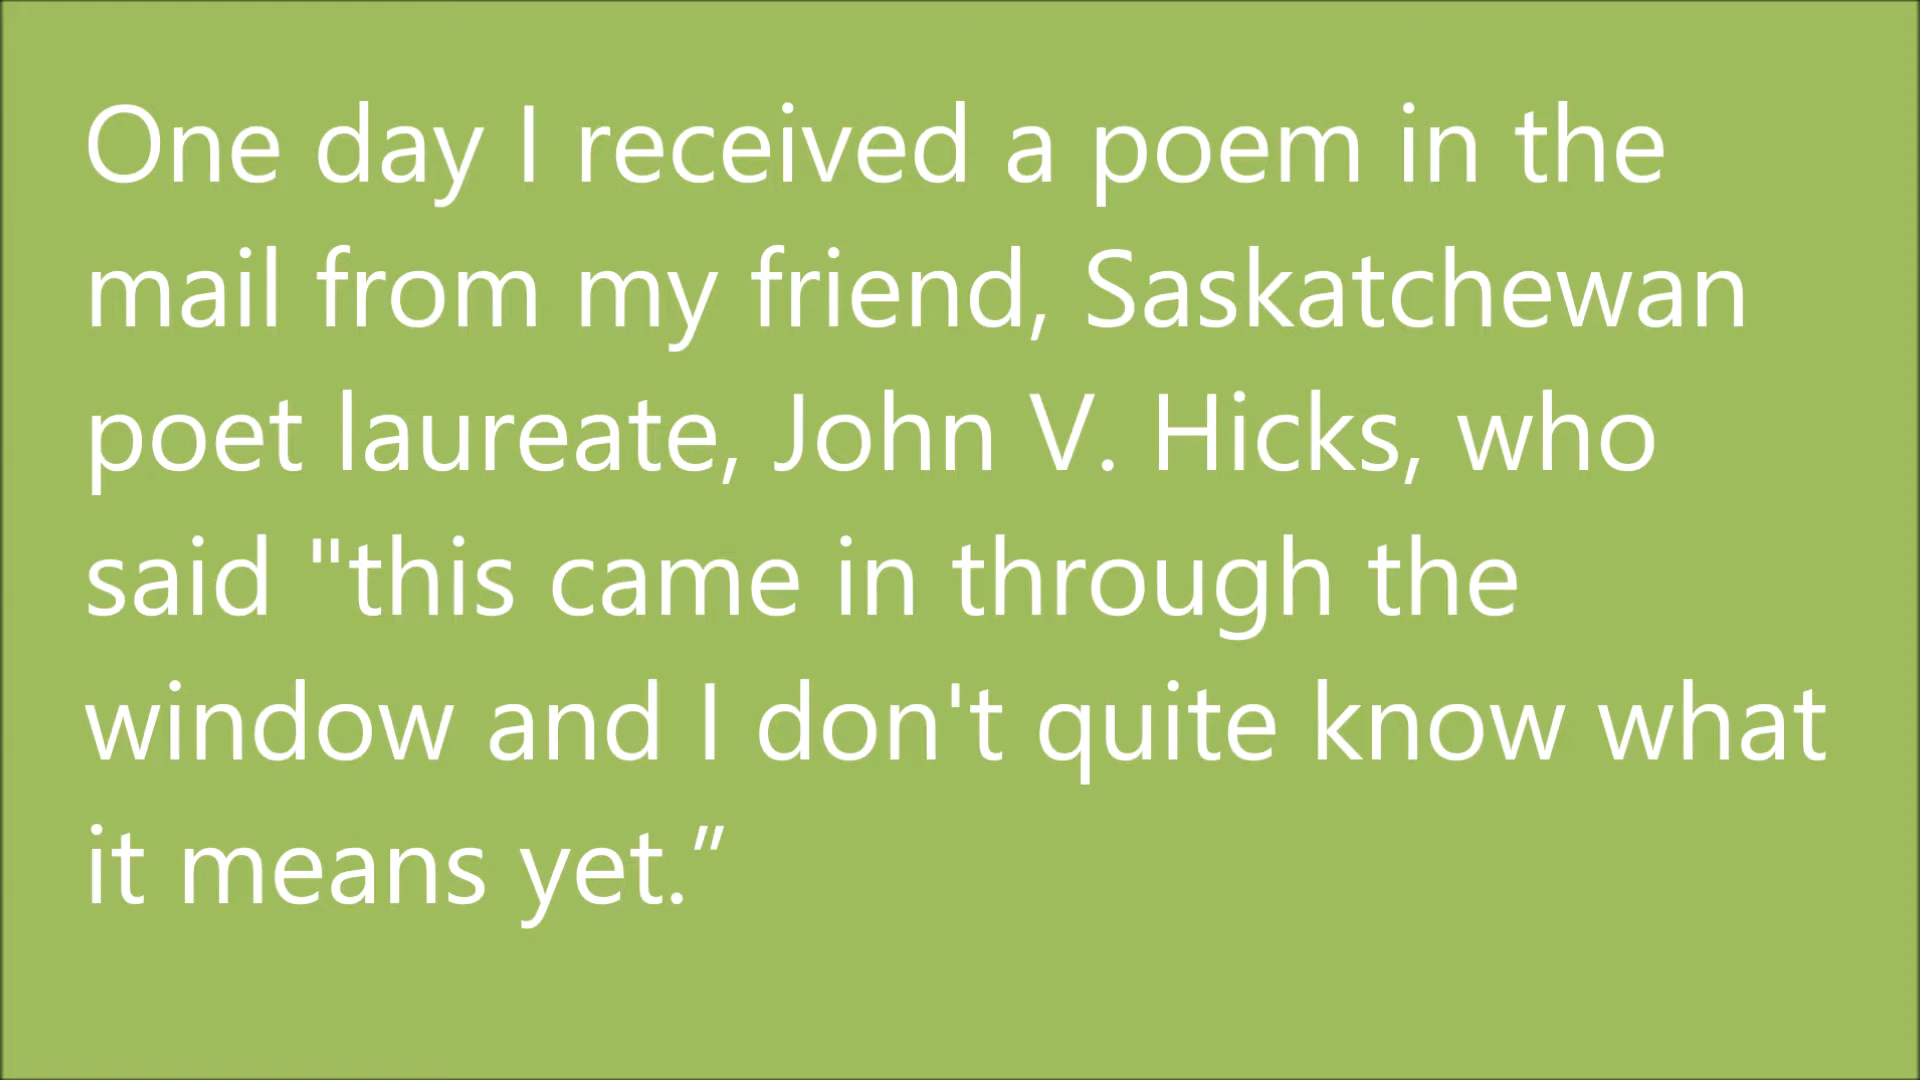 One day I received a poem in the
mail from my friend, Saskatchewan
poet laureate, John V. Hicks, who
said "this came in through the
window and I don't quite know what
it means yet.”